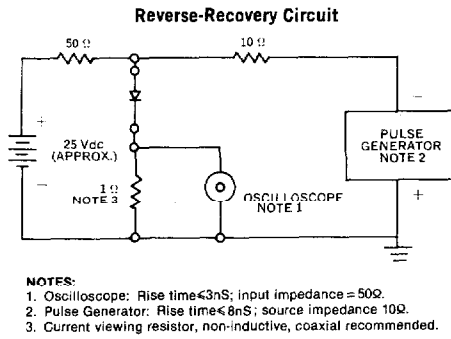 Reverse-Recovery Circuit
50 Ω
10 Ω
+
25 Vdc
(APPROX.)
−
1 Ω
NOTE 3
OSCILLOSCOPE
NOTE 1
−
PULSE
GENERATOR
NOTE 2
+
NOTES:
1. Oscilloscope: Rise time≤3nS; input impedance = 50Ω.
2. Pulse Generator: Rise time≤8nS; source impedance 10Ω.
3. Current viewing resistor, non-inductive, coaxial recommended.